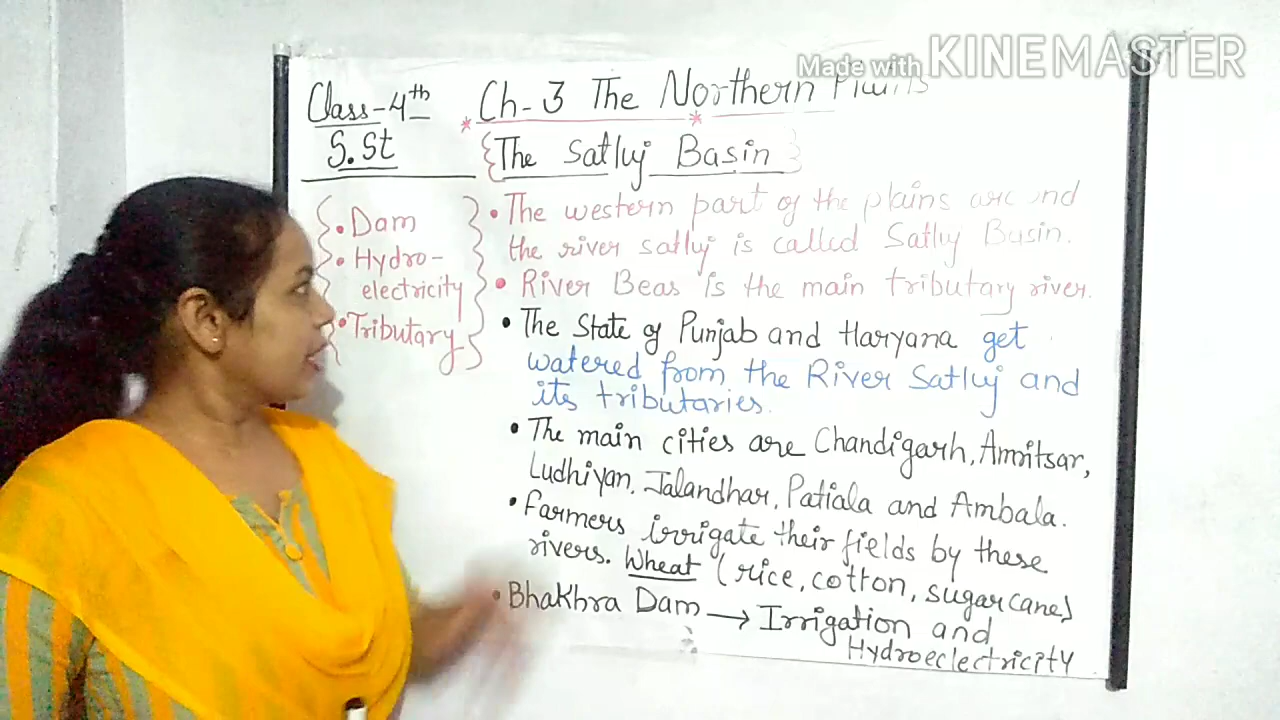 Made with KINEMASTER
Class-4th
S.St
Ch-3 The Northern
{The Satluj Basin}
• Dam
• Hydro-
electricity
• Tributary
• The western part of the plains
the river satluj is called Satluj Basin.
• River Beas is the main tributary river.
• The State of Punjab and Haryana get
watered from the River Satluj and
its tributaries.
• The main cities are Chandigarh, Amritsar,
Ludhiyan, Jalandhar, Patiala and Ambala.
• Farmers irrigate their fields by these
rivers. Wheat (rice, cotton, sugarcane)
• Bhakhra Dam → Irrigation and
Hydroeclectricity